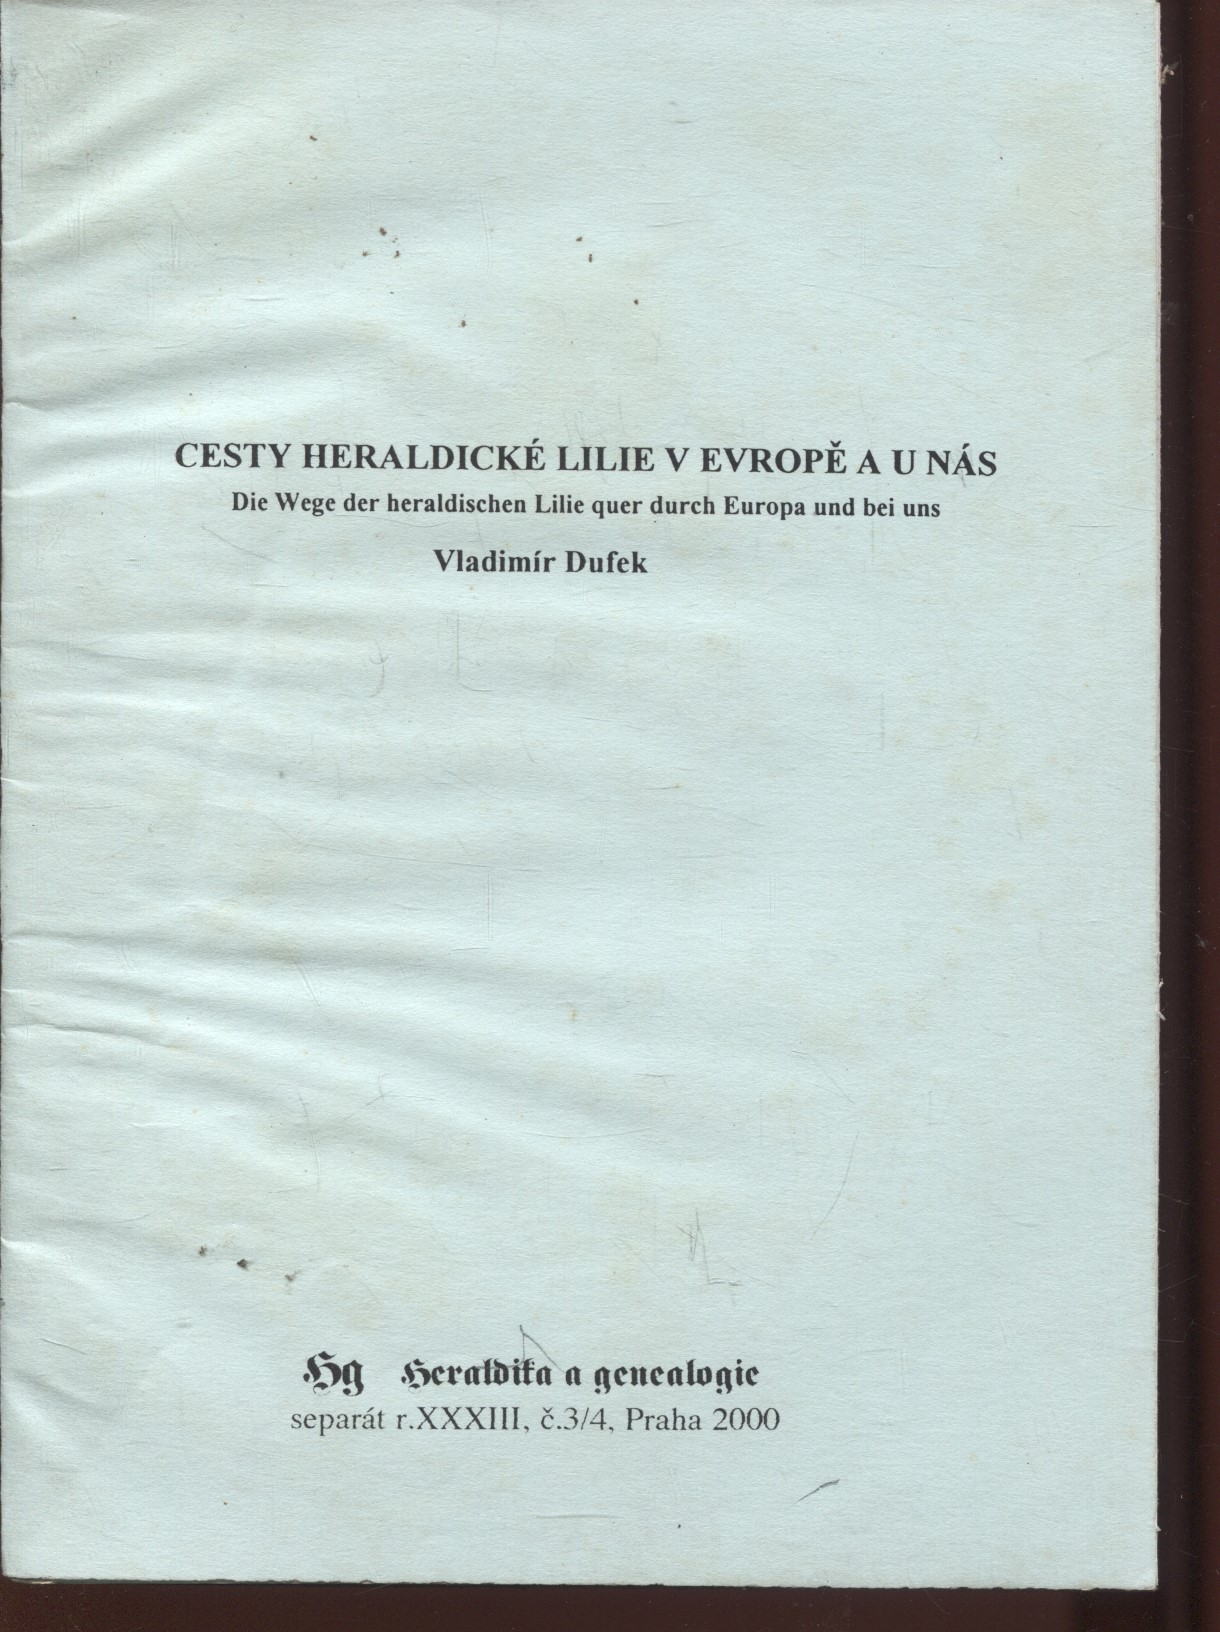 CESTY HERALDICKÉ LILIE V EVROPĚ A U NÁS
Die Wege der heraldischen Lilie quer durch Europa und bei uns
Vladimír Dufek
Hg Heraldika a genealogie
separát r.XXXIII, č.3/4, Praha 2000